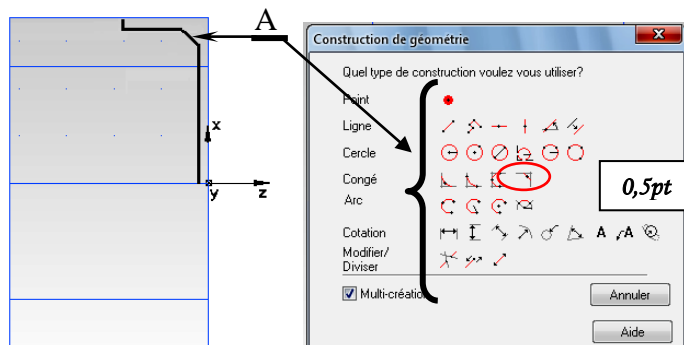 A
x
y
z
Construction de géométrie
Quel type de construction voulez vous utiliser?
Point
Ligne
Cercle
Congé
Arc
Cotation
A A
Modifier/
Diviser
Multi-création
Annuler
Aide
0,5pt